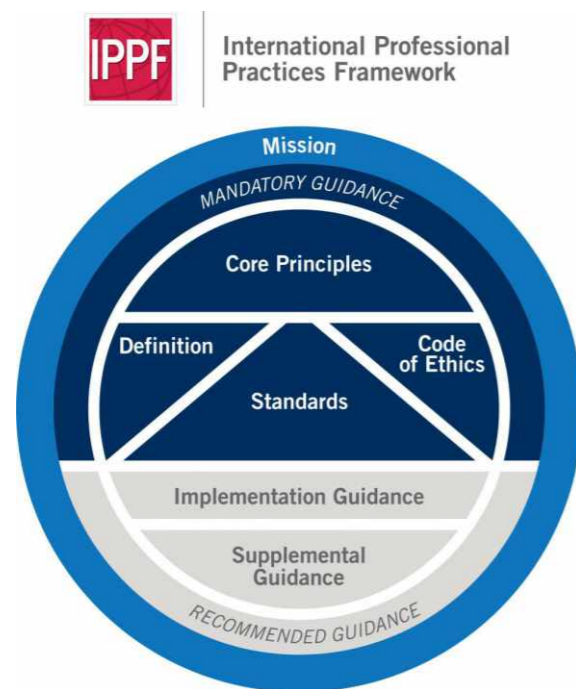 IPPF
International Professional
Practices Framework
Mission
MANDATORY GUIDANCE
Core Principles
Definition
Code
of Ethics
Standards
Implementation Guidance
Supplemental
Guidance
RECOMMENDED GUIDANCE